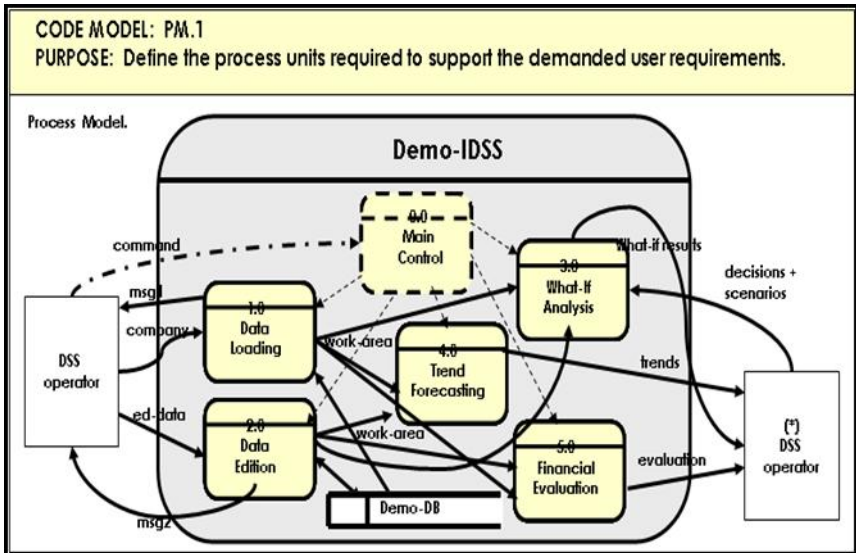 CODE MODEL: PM.1
PURPOSE: Define the process units required to support the demanded user requirements.
Process Model.
Demo-IDSS
0.0
Main
Control
command
What-if results
3.0
What-If
Analysis
decisions +
scenarios
msg1
1.0
Data
Loading
company
work-area
4.0
Trend
Forecasting
trends
DSS
operator
ed-data
2.0
Data
Edition
work-area
5.0
Financial
Evaluation
evaluation
(*)
DSS
operator
Demo-DB
msg2